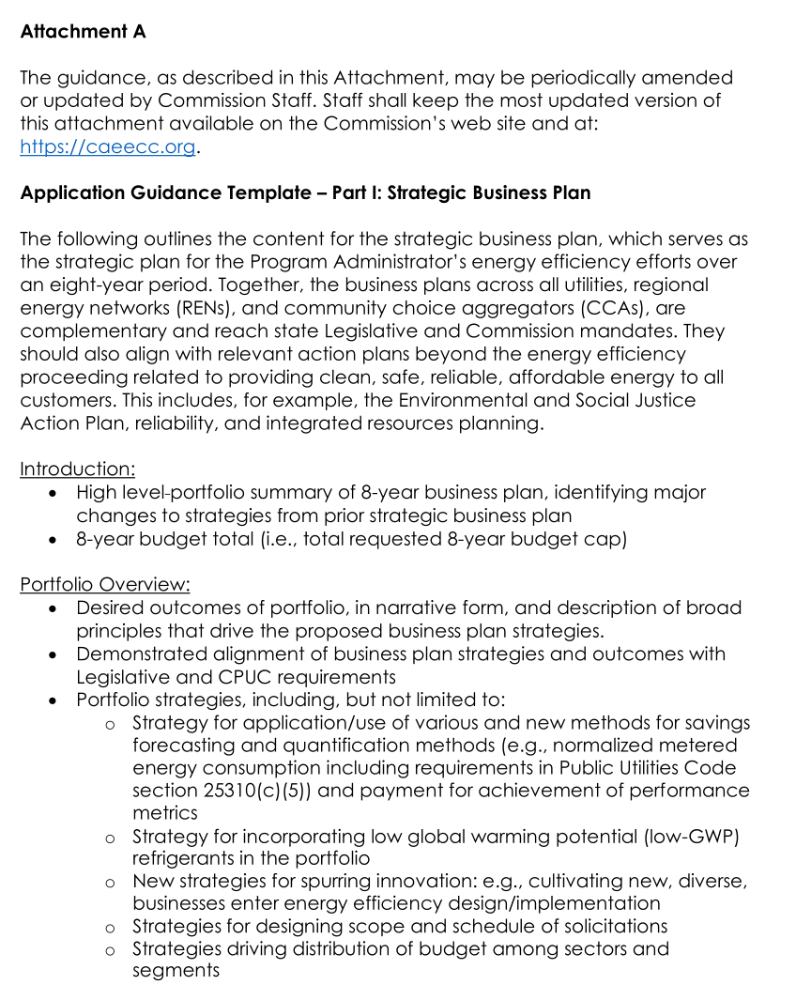 Attachment A
The guidance, as described in this Attachment, may be periodically amended
or updated by Commission Staff. Staff shall keep the most updated version of
this attachment available on the Commission's web site and at:
https://caeecc.org.
Application Guidance Template – Part I: Strategic Business Plan
The following outlines the content for the strategic business plan, which serves as
the strategic plan for the Program Administrator's energy efficiency efforts over
an eight-year period. Together, the business plans across all utilities, regional
energy networks (RENs), and community choice aggregators (CCAs), are
complementary and reach state Legislative and Commission mandates. They
should also align with relevant action plans beyond the energy efficiency
proceeding related to providing clean, safe, reliable, affordable energy to all
customers. This includes, for example, the Environmental and Social Justice
Action Plan, reliability, and integrated resources planning.
Introduction:
• High level-portfolio summary of 8-year business plan, identifying major
changes to strategies from prior strategic business plan
• 8-year budget total (i.e., total requested 8-year budget cap)
Portfolio Overview:
• Desired outcomes of portfolio, in narrative form, and description of broad
principles that drive the proposed business plan strategies.
• Demonstrated alignment of business plan strategies and outcomes with
Legislative and CPUC requirements
• Portfolio strategies, including, but not limited to:
o Strategy for application/use of various and new methods for savings
forecasting and quantification methods (e.g., normalized metered
energy consumption including requirements in Public Utilities Code
section 25310(c)(5)) and payment for achievement of performance
metrics
o Strategy for incorporating low global warming potential (low-GWP)
refrigerants in the portfolio
o New strategies for spurring innovation: e.g., cultivating new, diverse,
businesses enter energy efficiency design/implementation
o Strategies for designing scope and schedule of solicitations
o Strategies driving distribution of budget among sectors and
segments